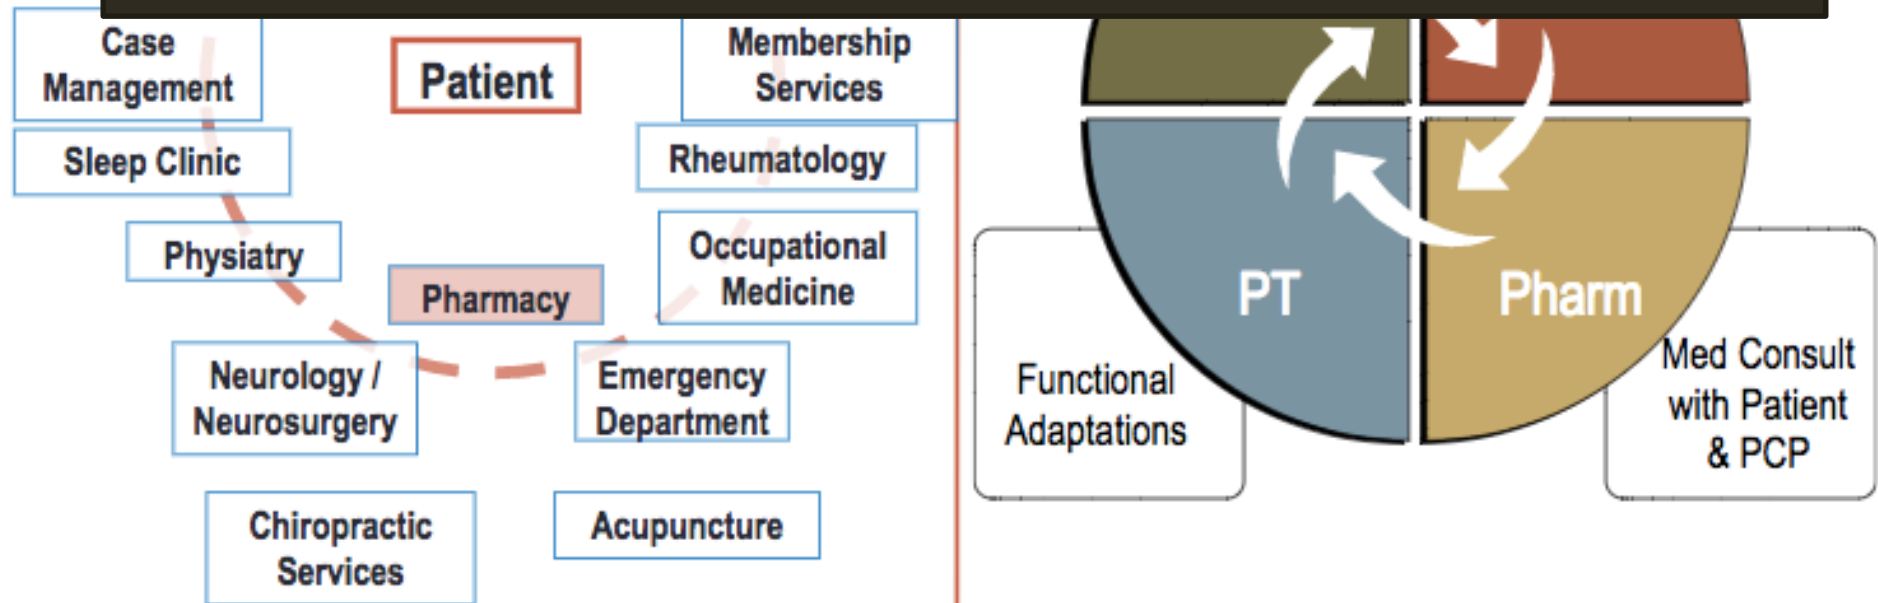 Case
Management
Patient
Membership
Services
Sleep Clinic
Rheumatology
Physiatry
Occupational
Medicine
Pharmacy
Neurology /
Neurosurgery
Emergency
Department
Chiropractic
Services
Acupuncture
PT
Pharm
Functional
Adaptations
Med Consult
with Patient
& PCP